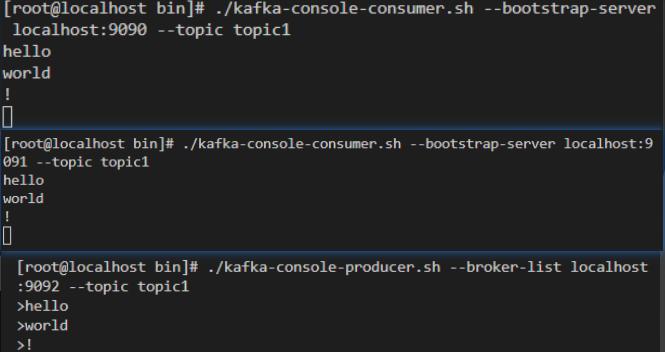 [root@localhost bin]# ./kafka-console-consumer.sh --bootstrap-server
localhost:9090 --topic topic1
hello
world
!
[root@localhost bin]# ./kafka-console-consumer.sh --bootstrap-server localhost:9
091 --topic topic1
hello
world
!
[root@localhost bin]# ./kafka-console-producer.sh --broker-list localhost
:9092 --topic topic1
>hello
>world
>!